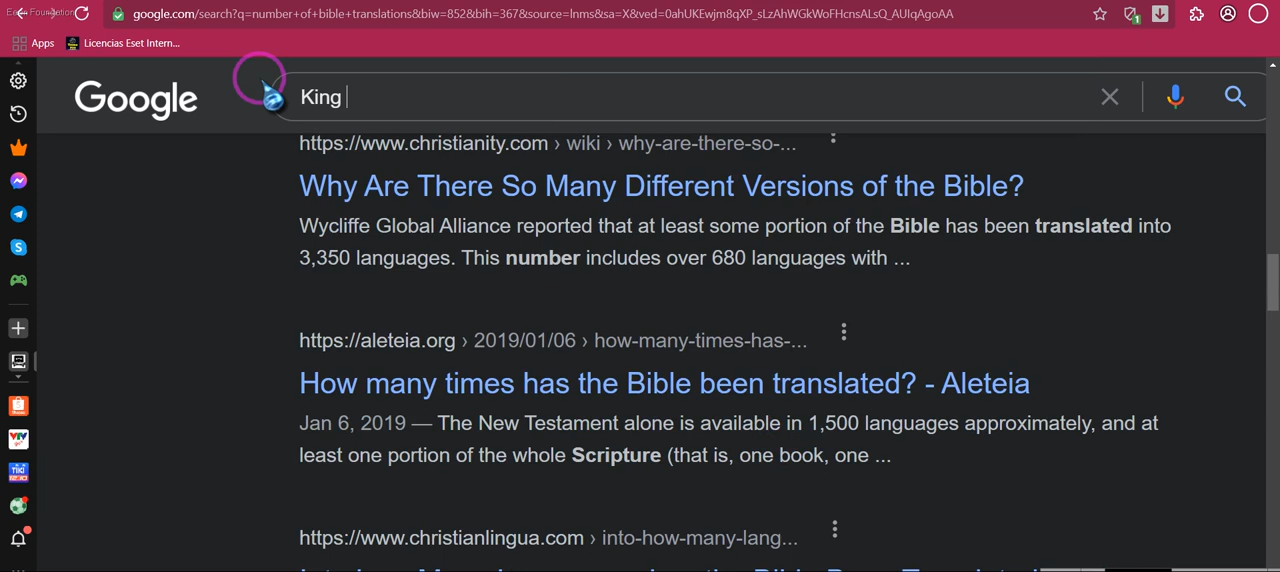 google.com/search?q=number+of+bible+translations&biw=852&bih=367&source=lnms&sa=X&ved=0ahUKEwjm8qXP_sLzAhWGkWoFHcnsALsQ_AUIqAgoAA
1
Apps
Licencias Eset Intern...
Google
King
https://www.christianity.com › wiki › why-are-there-so-...
Why Are There So Many Different Versions of the Bible?
Wycliffe Global Alliance reported that at least some portion of the Bible has been translated into
3,350 languages. This number includes over 680 languages with ...
https://aleteia.org › 2019/01/06 › how-many-times-has-...
How many times has the Bible been translated? - Aleteia
Jan 6, 2019 — The New Testament alone is available in 1,500 languages approximately, and at
least one portion of the whole Scripture (that is, one book, one ...
https://www.christianlingua.com › into-how-many-lang...